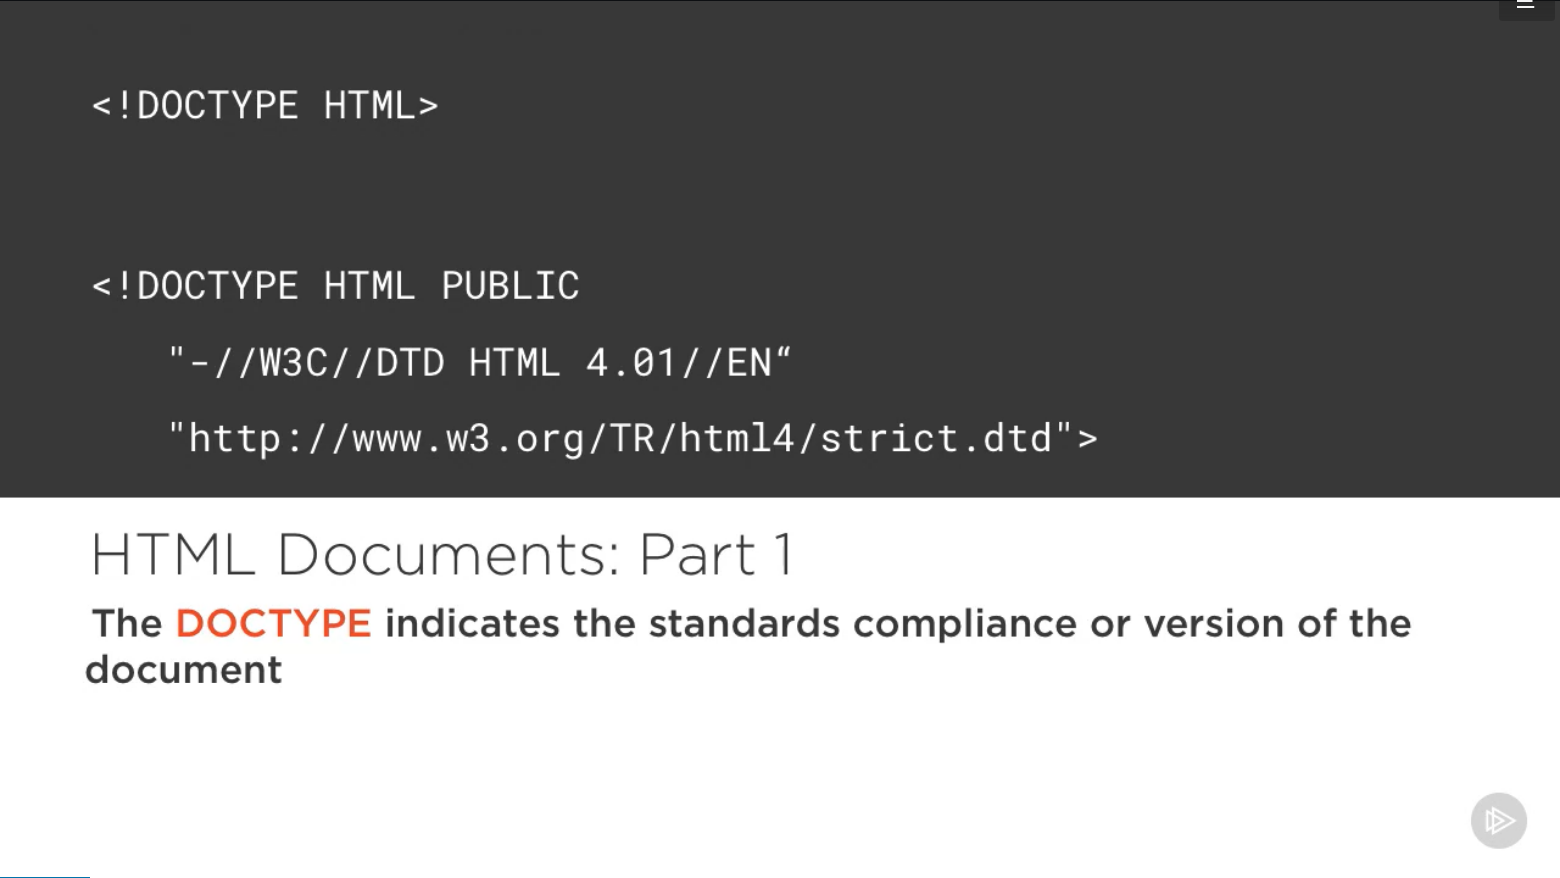 <!DOCTYPE HTML>
<!DOCTYPE HTML PUBLIC
"-//W3C//DTD HTML 4.01//EN“
"http://www.w3.org/TR/html4/strict.dtd">
HTML Documents: Part 1
The DOCTYPE indicates the standards compliance or version of the
document